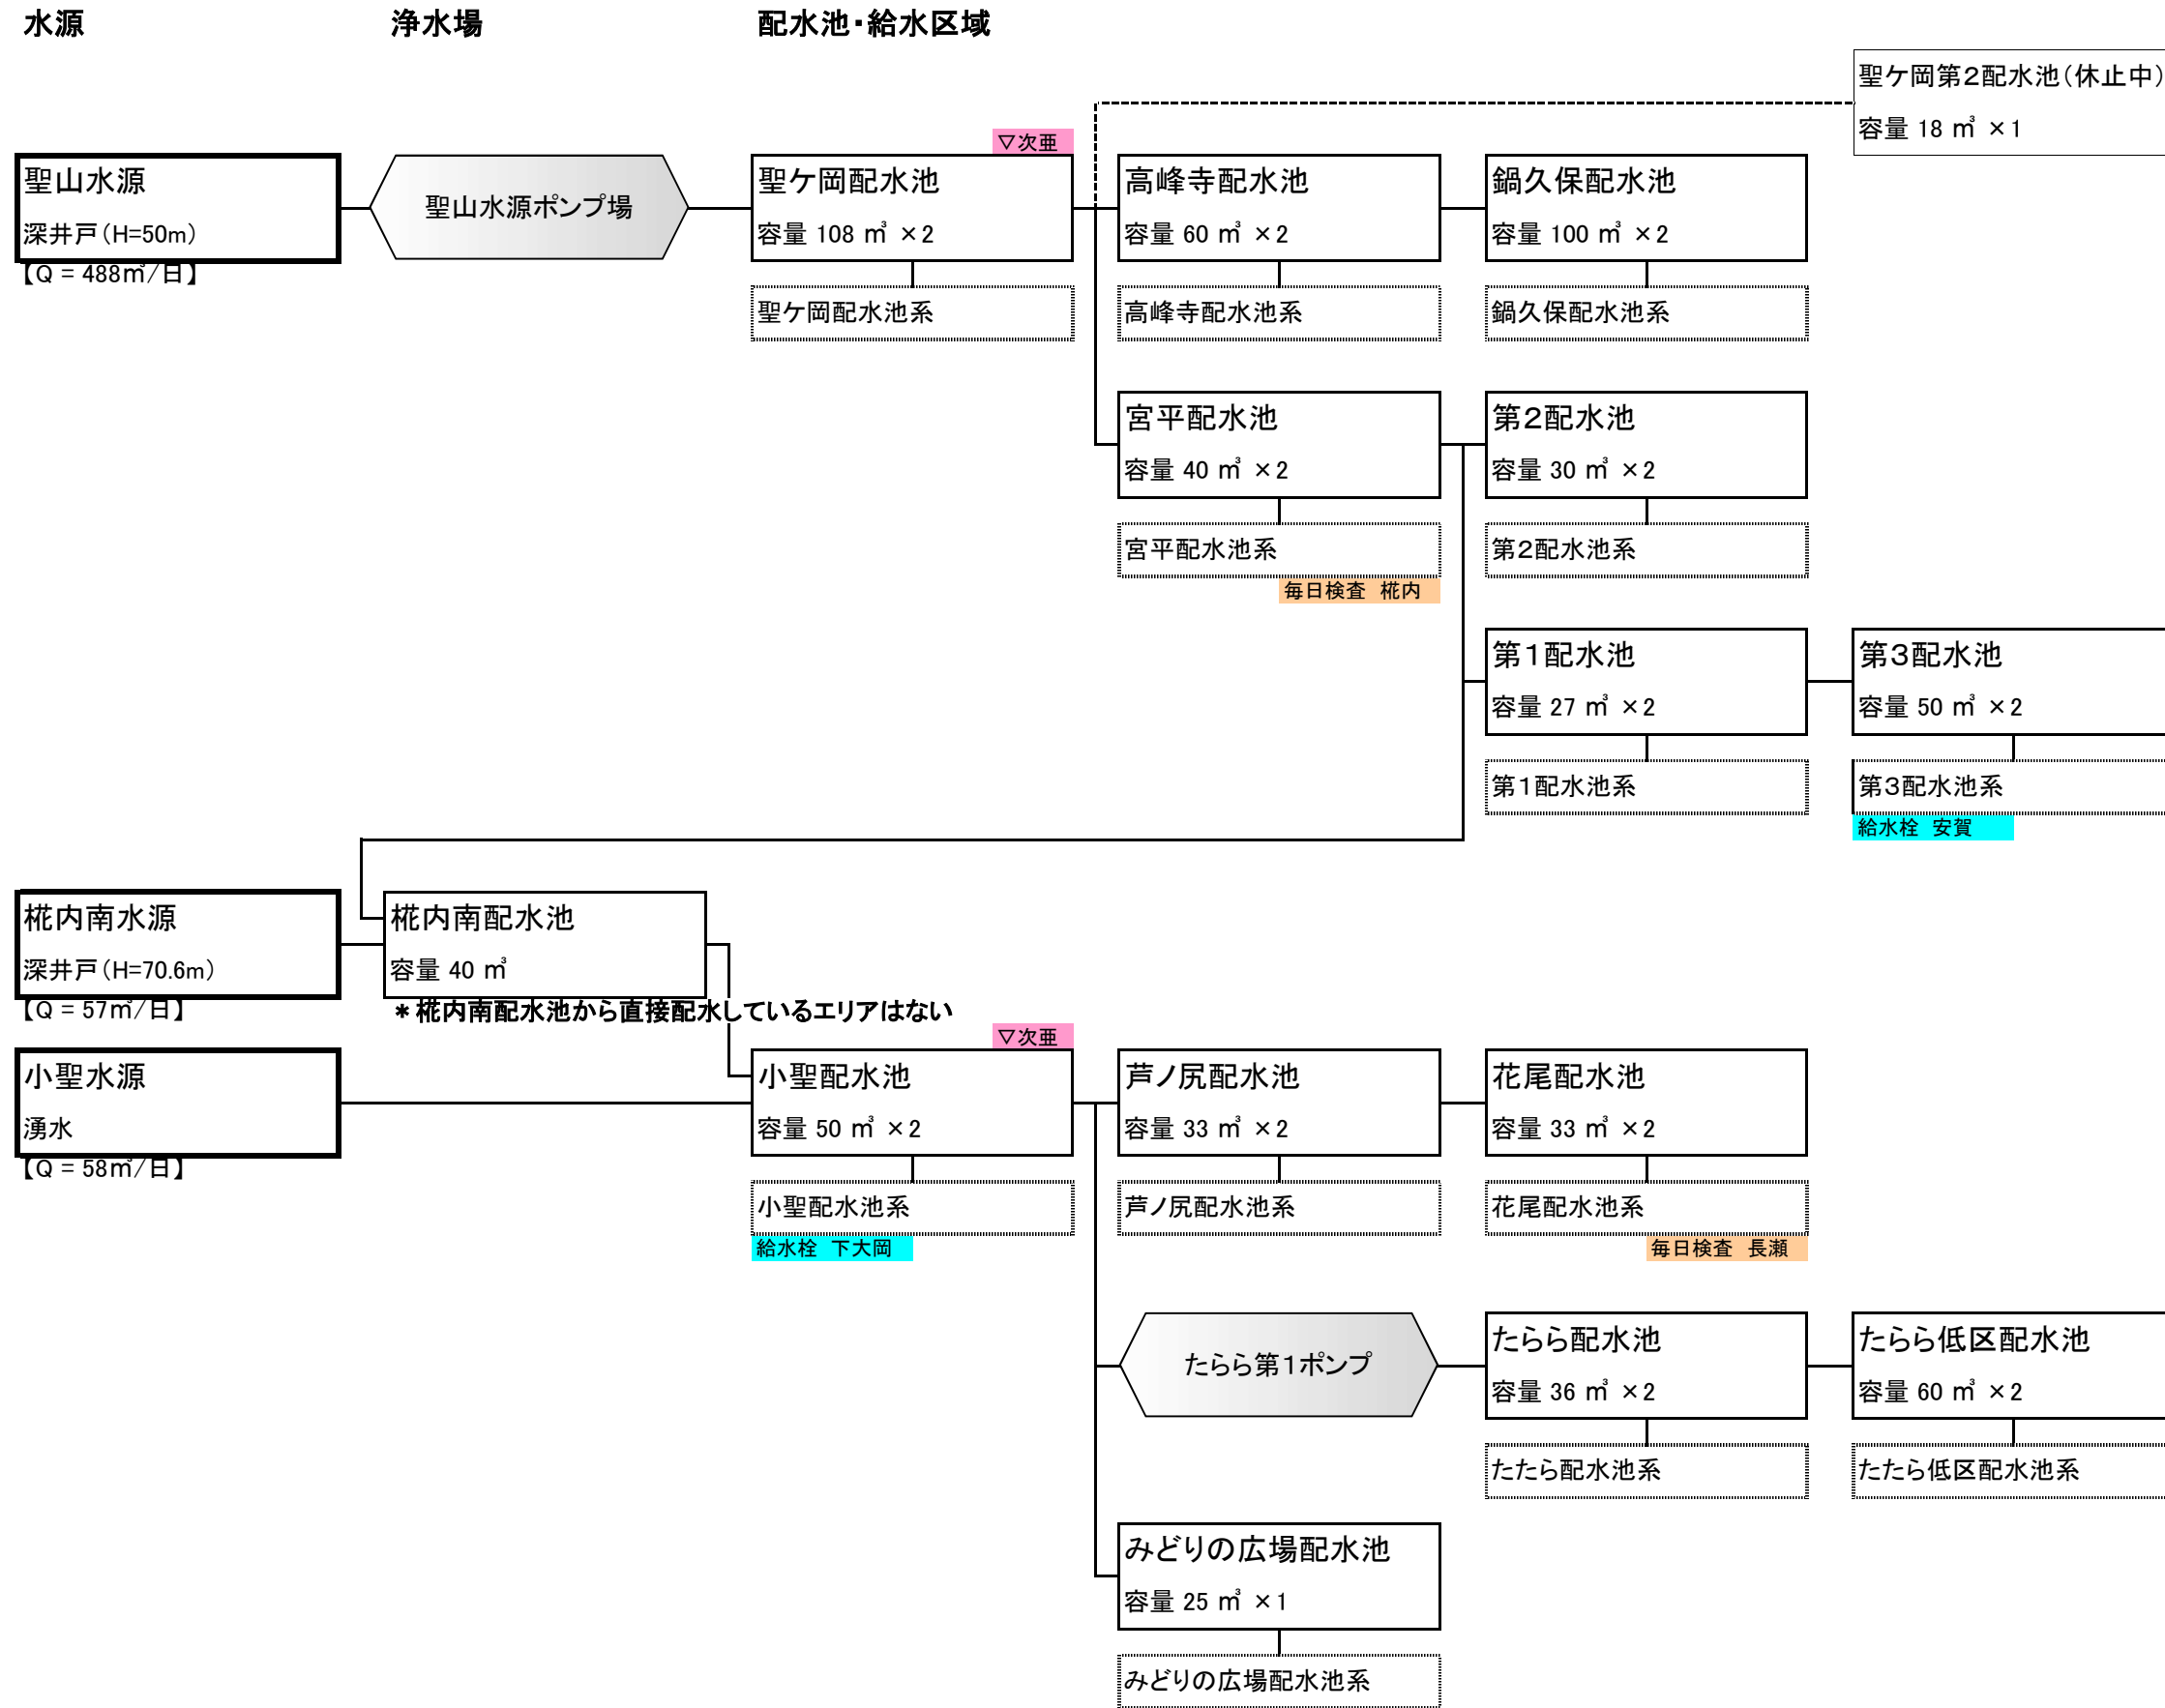 水源
浄水場
配水池・給水区域
聖ケ岡第2配水池(休止中)
容量 18 ㎥ ×1
▽次亜
聖山水源
深井戸(H=50m)
【Q = 488㎥/日】
聖山水源ポンプ場
聖ケ岡配水池
容量 108 ㎥ ×2
聖ケ岡配水池系
高峰寺配水池
容量 60 ㎥ ×2
高峰寺配水池系
鍋久保配水池
容量 100 ㎥ ×2
鍋久保配水池系
宮平配水池
容量 40 ㎥ ×2
宮平配水池系
毎日検査 椛内
第2配水池
容量 30 ㎥ ×2
第2配水池系
第1配水池
容量 27 ㎥ ×2
第1配水池系
第3配水池
容量 50 ㎥ ×2
第3配水池系
給水栓 安賀
椛内南水源
深井戸(H=70.6m)
【Q = 57㎥/日】
椛内南配水池
容量 40 ㎥
*椛内南配水池から直接配水しているエリアはない
小聖水源
湧水
【Q = 58㎥/日】
▽次亜
小聖配水池
容量 50 ㎥ ×2
小聖配水池系
給水栓 下大岡
芦ノ尻配水池
容量 33 ㎥ ×2
芦ノ尻配水池系
花尾配水池
容量 33 ㎥ ×2
花尾配水池系
毎日検査 長瀬
たらら第1ポンプ
たらら配水池
容量 36 ㎥ ×2
たたら配水池系
たらら低区配水池
容量 60 ㎥ ×2
たたら低区配水池系
みどりの広場配水池
容量 25 ㎥ ×1
みどりの広場配水池系